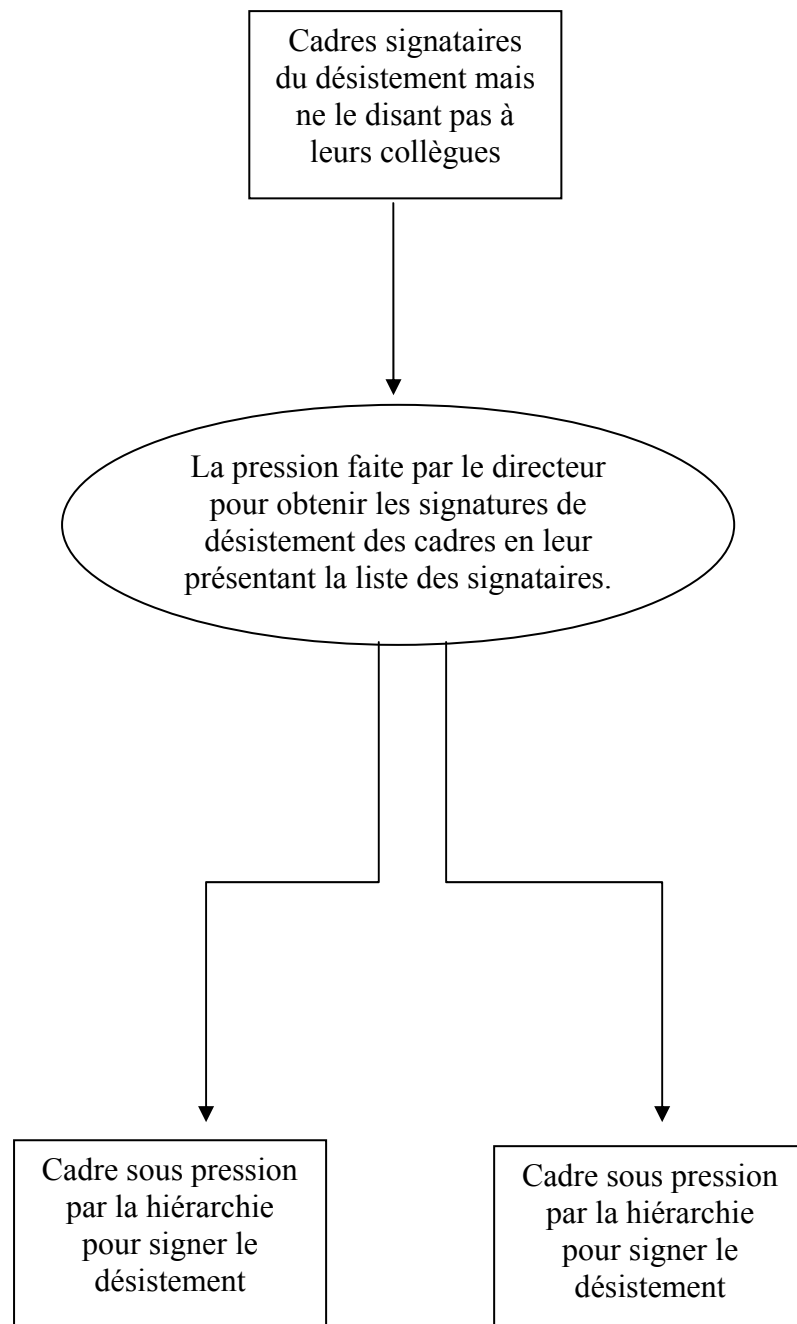 Cadres signataires
du désistement mais
ne le disant pas à
leurs collègues
La pression faite par le directeur
pour obtenir les signatures de
désistement des cadres en leur
présentant la liste des signataires.
Cadre sous pression
par la hiérarchie
pour signer le
désistement
Cadre sous pression
par la hiérarchie
pour signer le
désistement